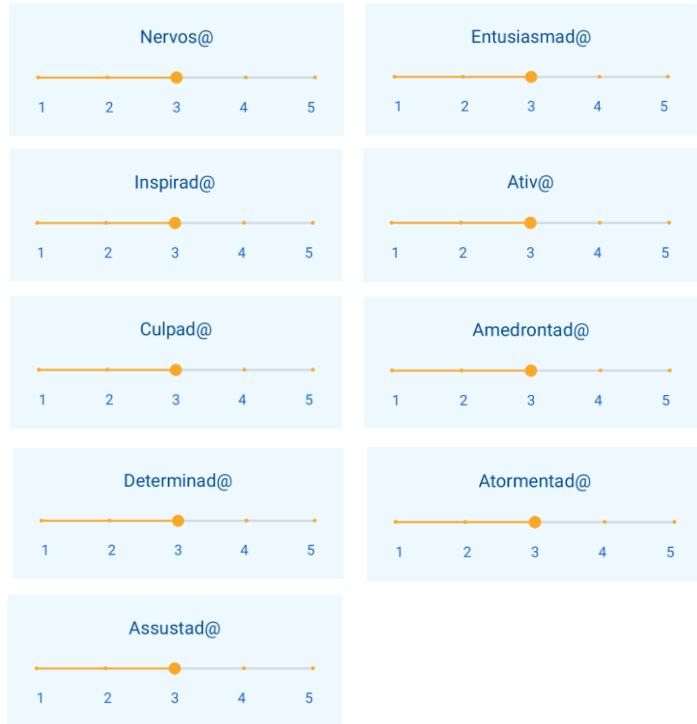 Nervos@
1 2 3 4 5
Entusiasmad@
1 2 3 4 5
Inspirad@
1 2 3 4 5
Ativ@
1 2 3 4 5
Culpad@
1 2 3 4 5
Amedrontad@
1 2 3 4 5
Determinad@
1 2 3 4 5
Atormentad@
1 2 3 4 5
Assustad@
1 2 3 4 5